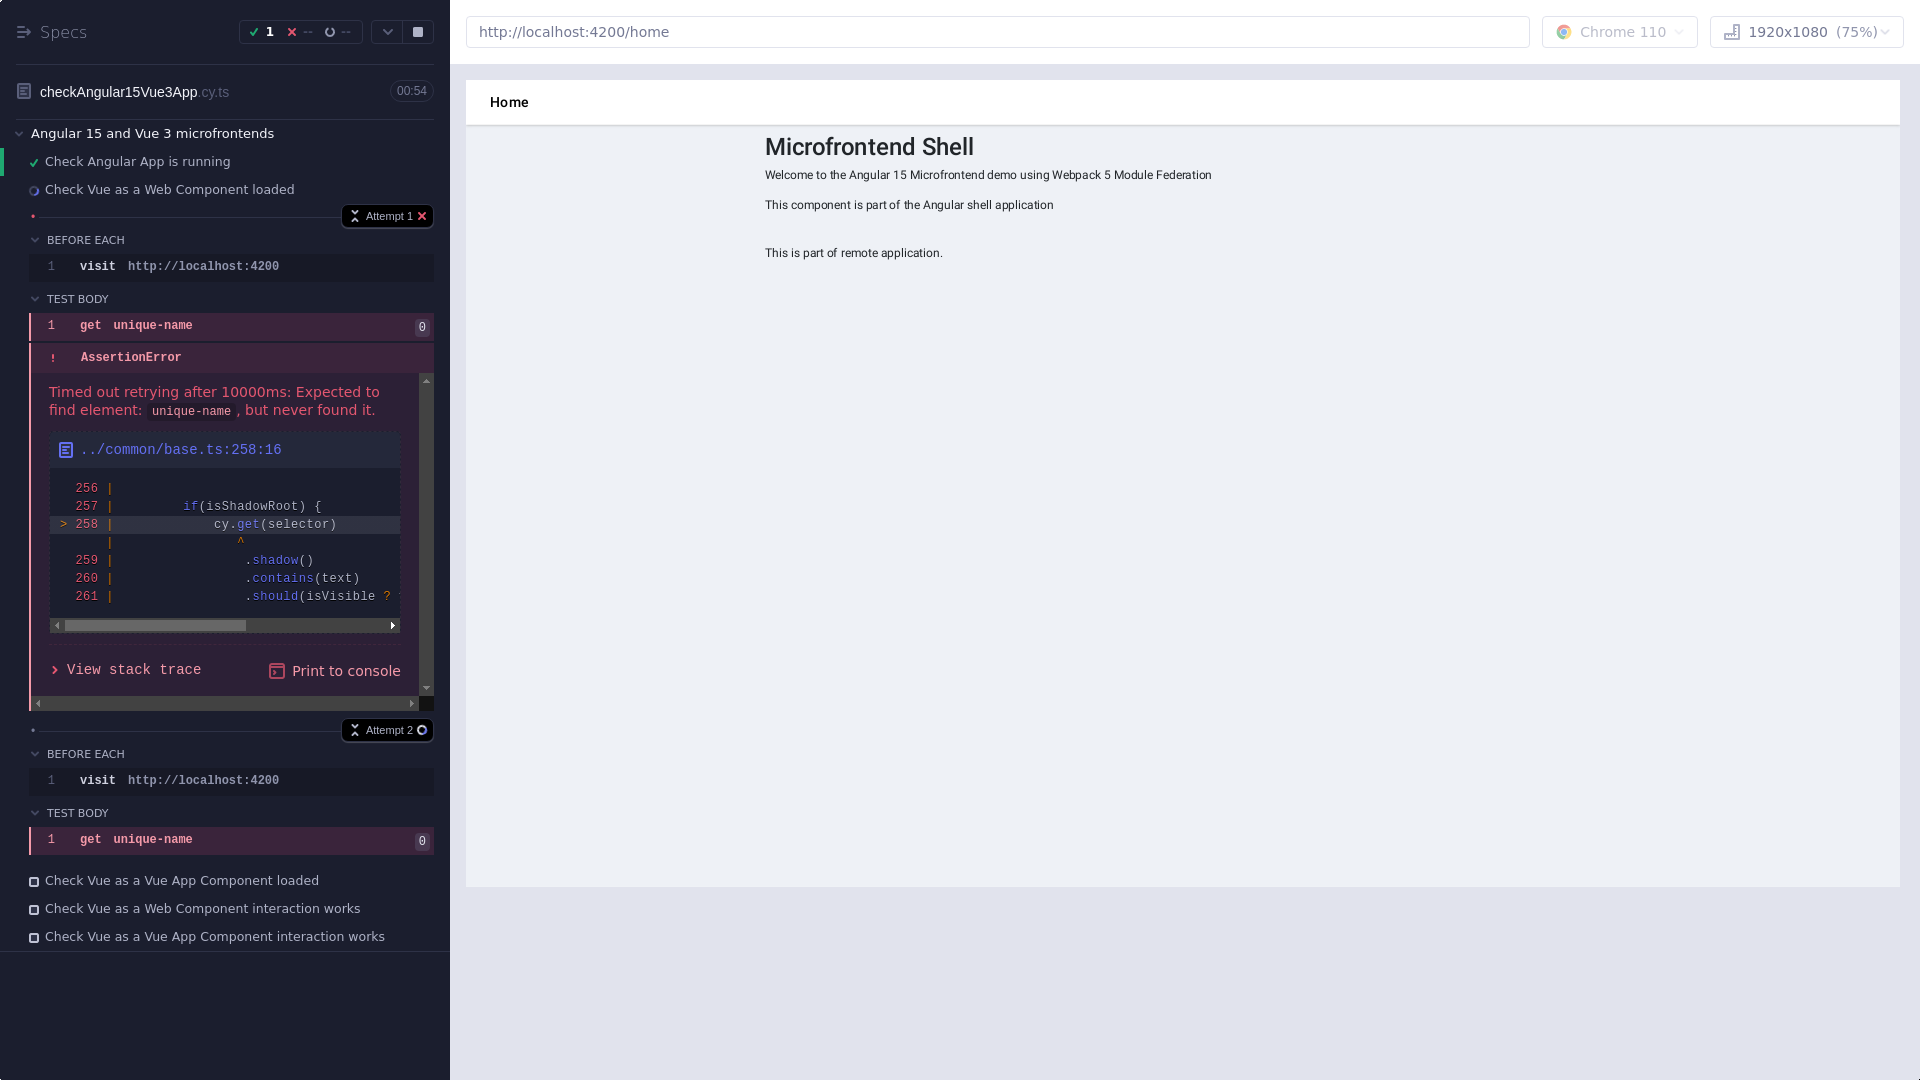 Specs
1 -- --
checkAngular15Vue3App.cy.ts 00:54
Angular 15 and Vue 3 microfrontends
Check Angular App is running
Check Vue as a Web Component loaded
Attempt 1
BEFORE EACH
1 visit http://localhost:4200
TEST BODY
1 get unique-name 0
! AssertionError
Timed out retrying after 10000ms: Expected to
find element: unique-name, but never found it.
../common/base.ts:258:16
256 |
257 | if(isShadowRoot) {
> 258 | cy.get(selector)
| ^
259 | .shadow()
260 | .contains(text)
261 | .should(isVisible ?
View stack trace
Print to console
Attempt 2
BEFORE EACH
1 visit http://localhost:4200
TEST BODY
1 get unique-name 0
Check Vue as a Vue App Component loaded
Check Vue as a Web Component interaction works
Check Vue as a Vue App Component interaction works
http://localhost:4200/home
Chrome 110
1920x1080 (75%)
Home
Microfrontend Shell
Welcome to the Angular 15 Microfrontend demo using Webpack 5 Module Federation
This component is part of the Angular shell application
This is part of remote application.